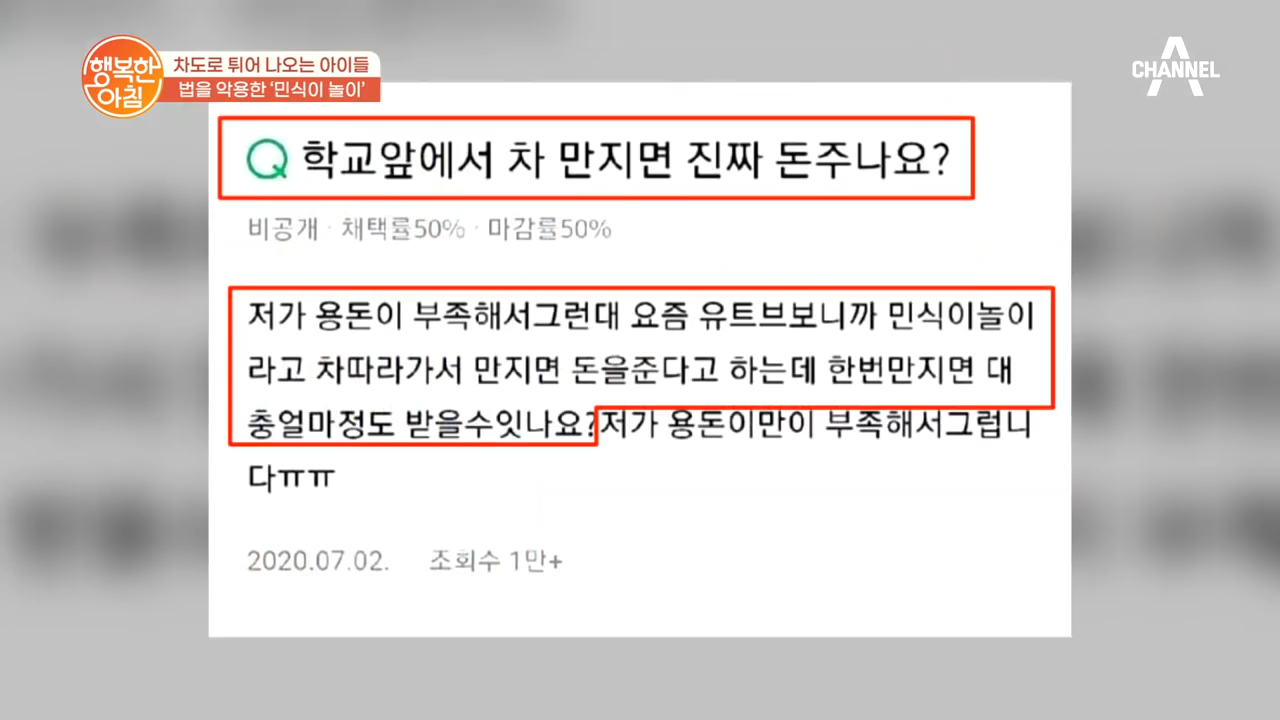 행복한
아침
차도로 튀어 나오는 아이들
법을 악용한 '민식이 놀이'
CHANNEL A
Q 학교앞에서 차 만지면 진짜 돈주나요?
비공개 · 채택률50% · 마감률50%
저가 용돈이 부족해서그런대 요즘 유트브보니까 민식이놀이
라고 차따라가서 만지면 돈을준다고 하는데 한번만지면 대
충얼마정도 받을수잇나요?저가 용돈이만이 부족해서그럽니
다ㅠㅠ
2020.07.02. 조회수 1만+